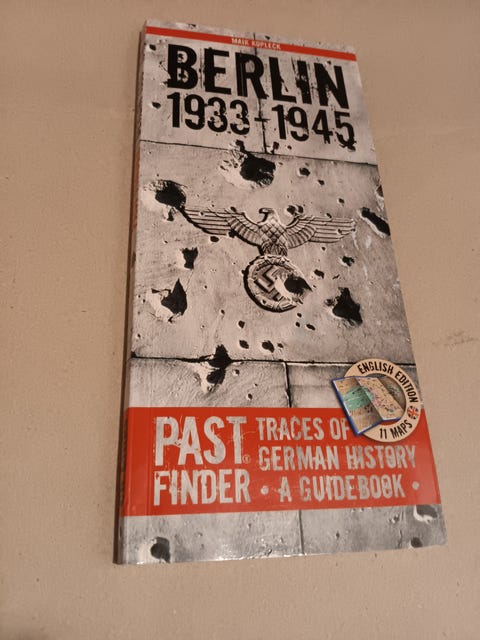 MAIK KOPLECK
BERLIN
1933-1945
ENGLISH EDITION
11 MAPS
PAST
FINDER
®
TRACES OF
GERMAN HISTORY
• A GUIDEBOOK •